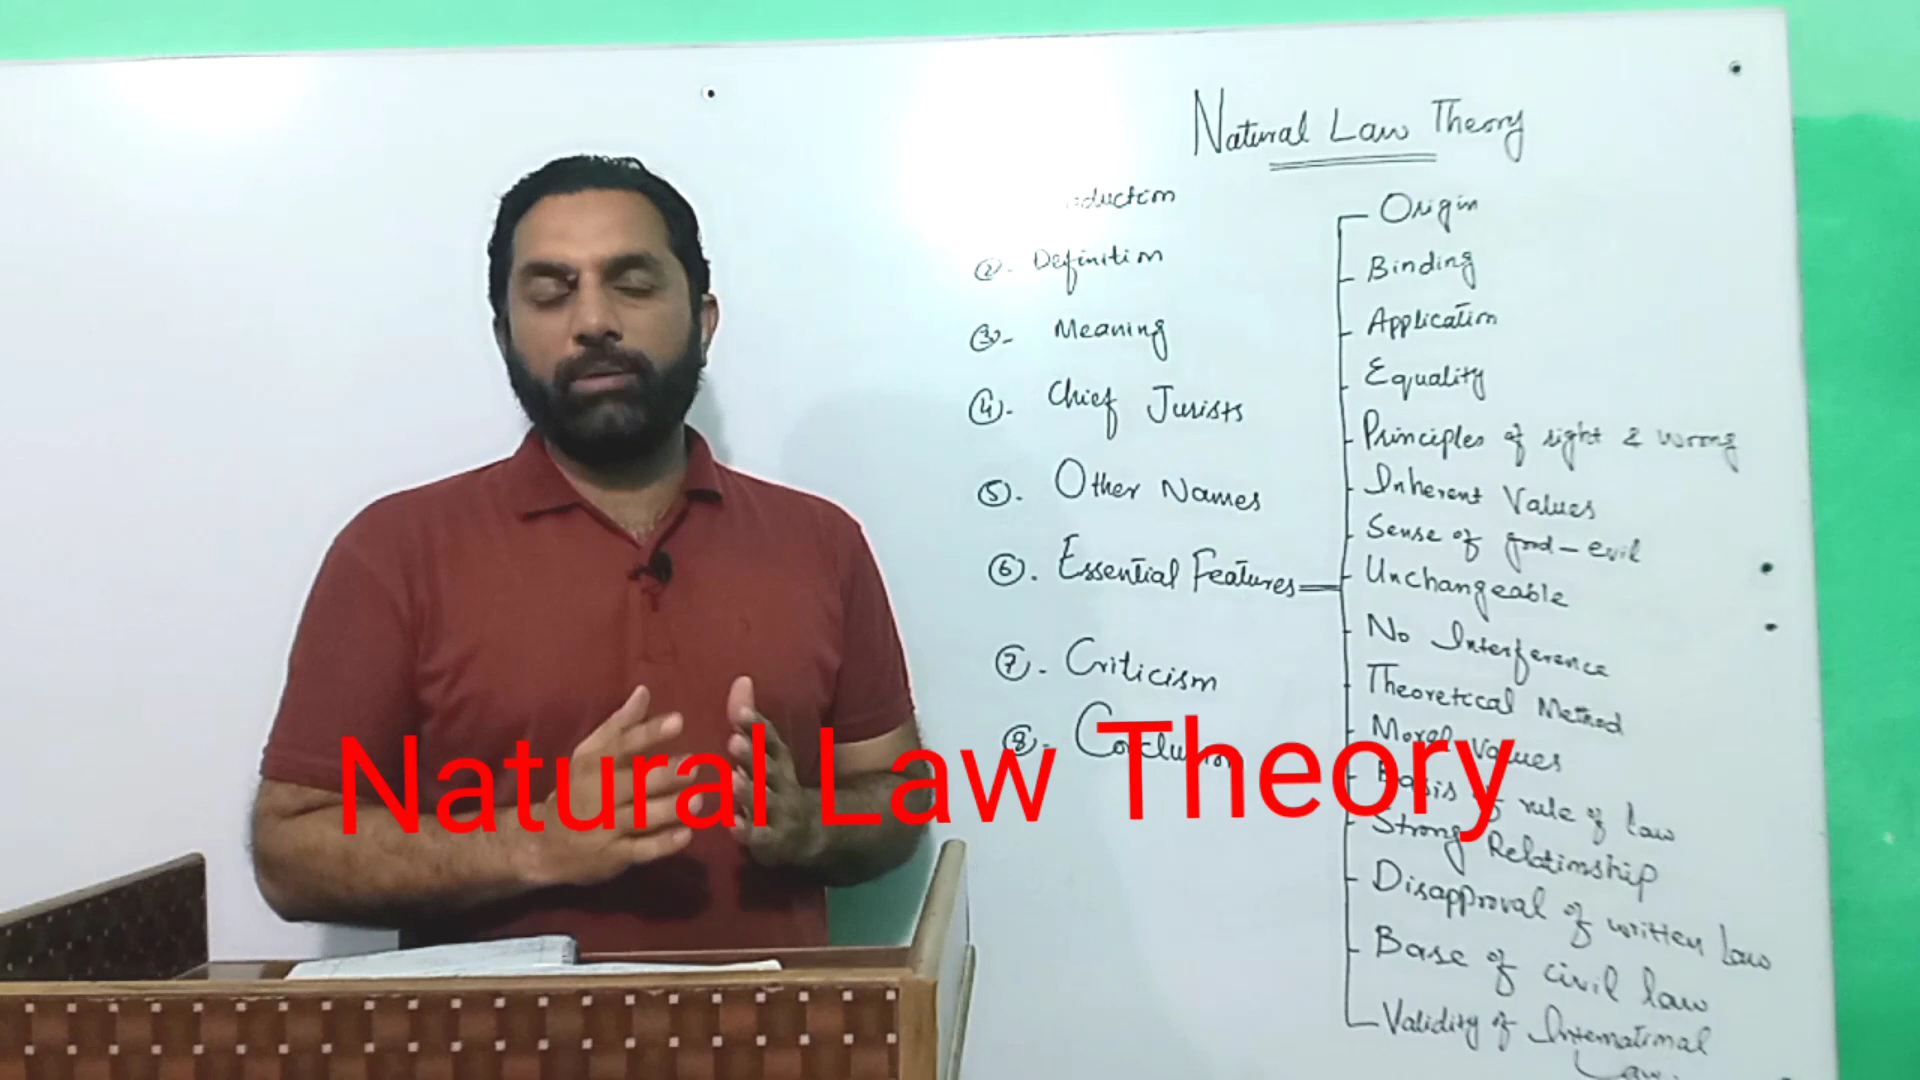 Natural Law Theory
duction
2. Definition
3- Meaning
4- Chief Jurists
5. Other Names
6. Essential Features
7- Criticism
8- Conclusion
Origin
Binding
Application
Equality
Principles of right & wrong
Inherent Values
Sense of good-evil
Unchangeable
No Interference
Theoretical Method
Moral Values
Basis of rule of law
Strong Relationship
Disapproval of written law
Base of civil law
Validity of International
Law.
Natural Law Theory